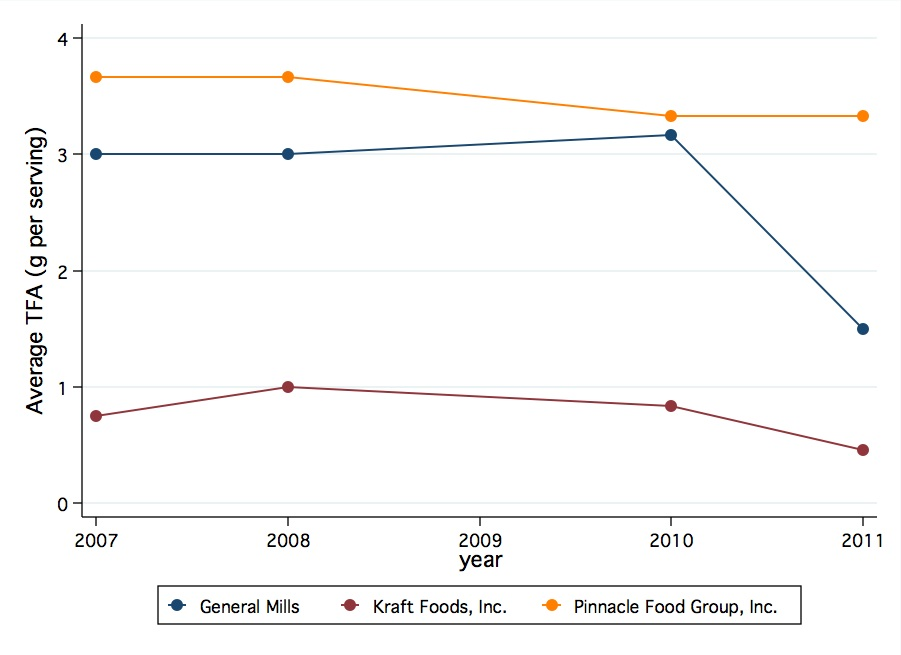 4
3
2
1
0
Average TFA (g per serving)
2007 2008 2009 2010 2011
year
General Mills Kraft Foods, Inc. Pinnacle Food Group, Inc.